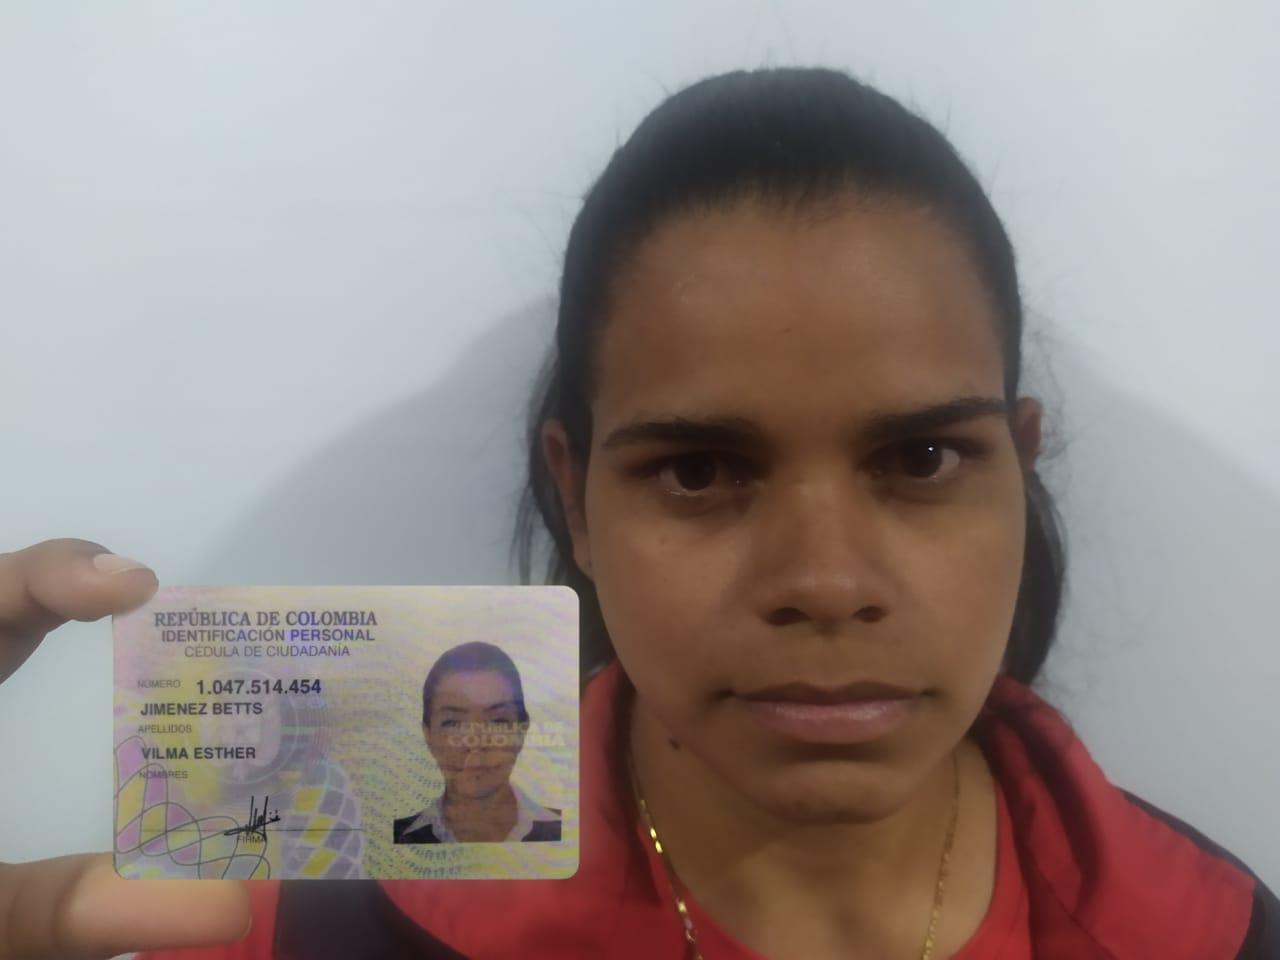 REPÚBLICA DE COLOMBIA
IDENTIFICACIÓN PERSONAL
CÉDULA DE CIUDADANÍA
NÚMERO 1.047.514.454
JIMENEZ BETTS
APELLIDOS
VILMA ESTHER
NOMBRES
FIRMA
REPÚBLICA DE
COLOMBIA